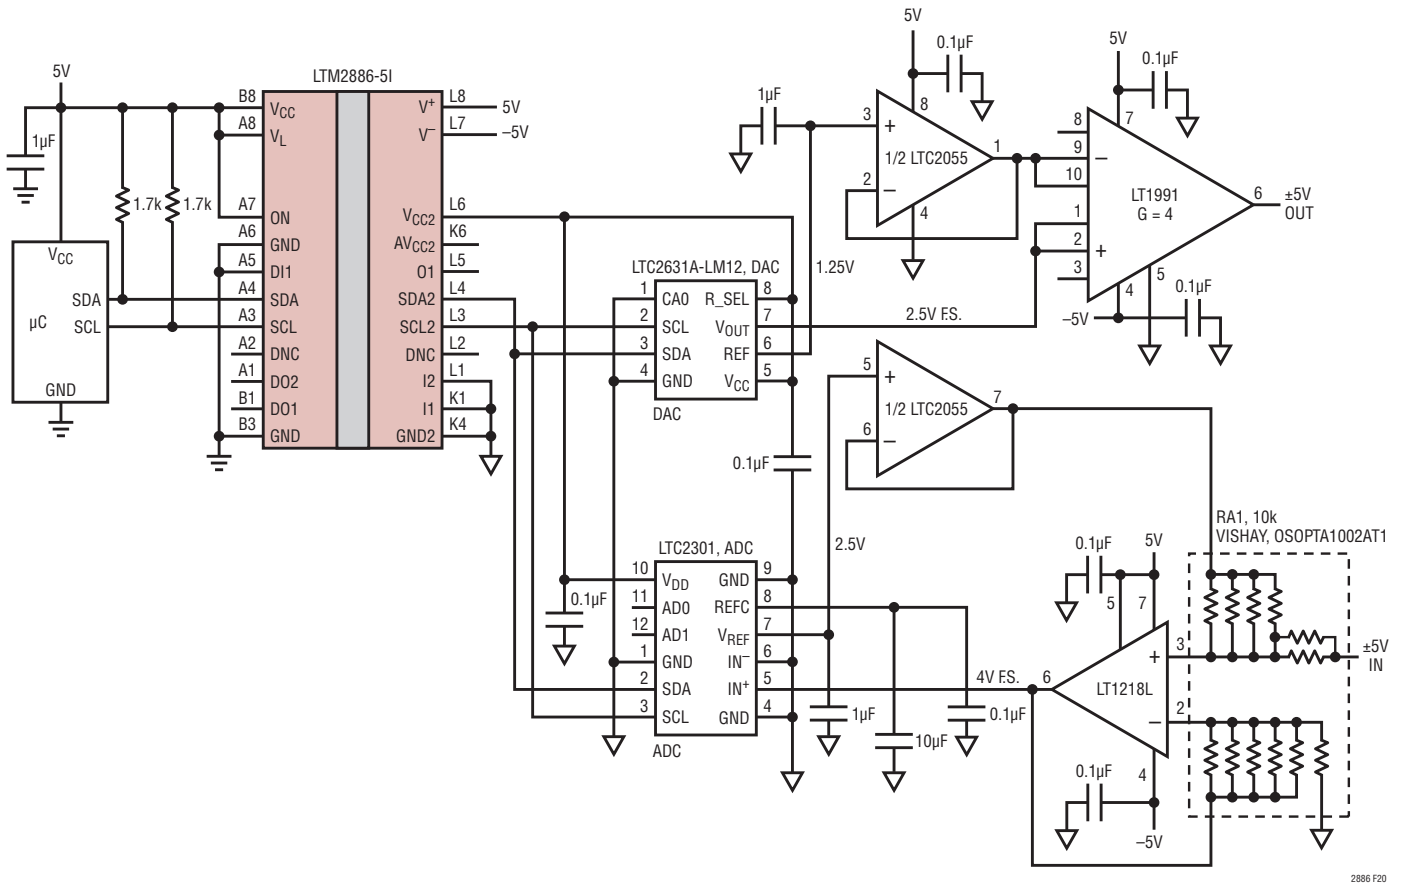 5V
1µF
1.7k
1.7k
VCC
SDA
µC
SCL
GND
LTM2886-5I
B8
A8
A7
A6
A5
A4
A3
A2
A1
B1
B3
VCC
VL
ON
GND
DI1
SDA
SCL
DNC
DO2
DO1
GND
V+
V–
VCC2
AVCC2
O1
SDA2
SCL2
DNC
I2
I1
GND2
L8
L7
L6
K6
L5
L4
L3
L2
L1
K1
K4
5V
–5V
LTC2631A-LM12, DAC
1
2
3
4
CA0
SCL
SDA
GND
R_SEL
VOUT
REF
VCC
8
7
6
5
DAC
0.1µF
1.25V
2.5V F.S.
LTC2301, ADC
10
11
12
1
2
3
VDD
AD0
AD1
GND
SDA
SCL
GND
REFC
VREF
IN–
IN+
GND
9
8
7
6
5
4
ADC
0.1µF
2.5V
1µF
10µF
0.1µF
4V F.S.
1µF
5V
0.1µF
3
+
8
1/2 LTC2055
1
2
–
4
5V
0.1µF
8
7
9
–
10
LT1991
G = 4
1
2
+
3
6
±5V
OUT
5
4
–5V
0.1µF
5
+
1/2 LTC2055
7
6
–
RA1, 10k
VISHAY, OSOPTA1002AT1
0.1µF
5V
5
7
3
+
±5V
IN
6
LT1218L
2
–
0.1µF
4
–5V
2886 F20